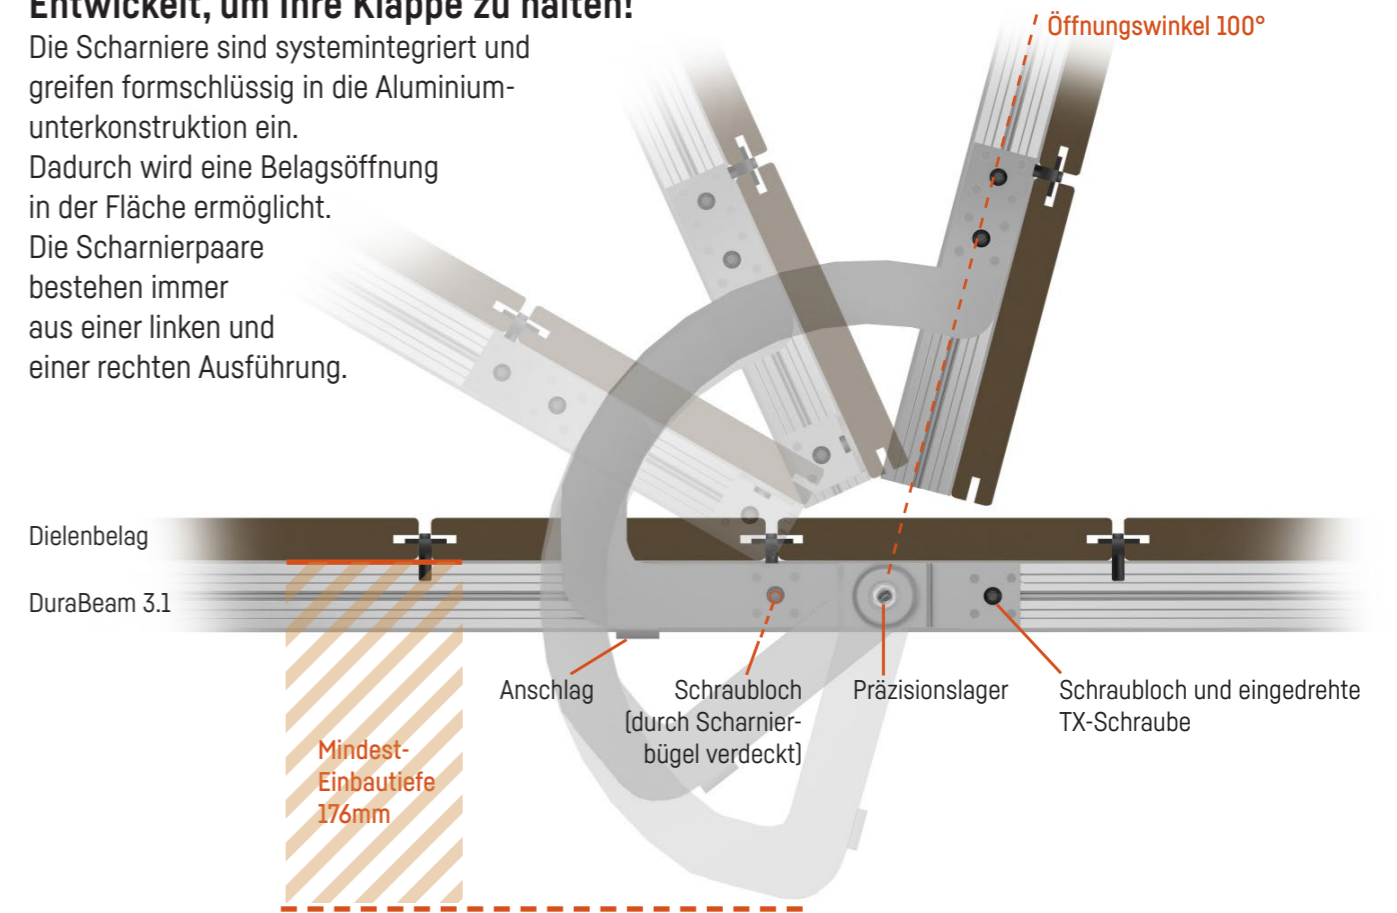 Entwickelt, um Ihre Klappe zu halten!
Die Scharniere sind systemintegriert und
greifen formschlüssig in die Aluminium-
unterkonstruktion ein.
Dadurch wird eine Belagsöffnung
in der Fläche ermöglicht.
Die Scharnierpaare
bestehen immer
aus einer linken und
einer rechten Ausführung.
Öffnungswinkel 100°
Dielenbelag
DuraBeam 3.1
Anschlag
Schraubloch
(durch Scharnier-
bügel verdeckt)
Präzisionslager
Schraubloch und eingedrehte
TX-Schraube
Mindest-
Einbautiefe
176mm